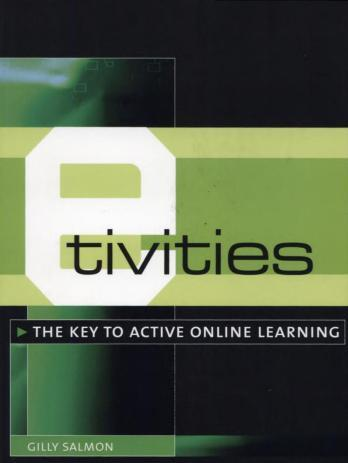 e
tivities
THE KEY TO ACTIVE ONLINE LEARNING
GILLY SALMON